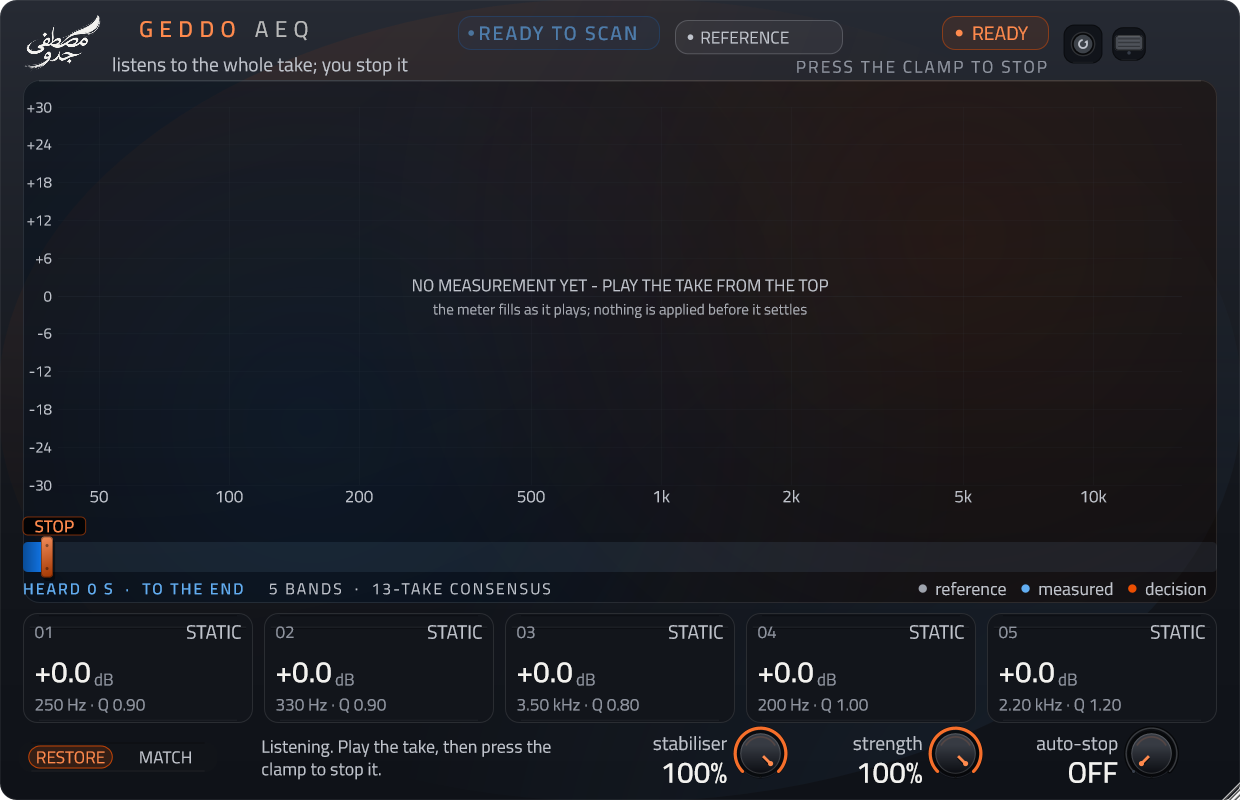 مصطفى
جدو
GEDDO AEQ
listens to the whole take; you stop it
READY TO SCAN
REFERENCE
READY
PRESS THE CLAMP TO STOP
+30
+24
+18
+12
+6
0
-6
-12
-18
-24
-30
NO MEASUREMENT YET - PLAY THE TAKE FROM THE TOP
the meter fills as it plays; nothing is applied before it settles
50 100 200 500 1k 2k 5k 10k
STOP
HEARD 0 S · TO THE END 5 BANDS · 13-TAKE CONSENSUS
reference measured decision
01 STATIC
+0.0 dB
250 Hz · Q 0.90
02 STATIC
+0.0 dB
330 Hz · Q 0.90
03 STATIC
+0.0 dB
3.50 kHz · Q 0.80
04 STATIC
+0.0 dB
200 Hz · Q 1.00
05 STATIC
+0.0 dB
2.20 kHz · Q 1.20
RESTORE MATCH
Listening. Play the take, then press the
clamp to stop it.
stabiliser
100%
strength
100%
auto-stop
OFF